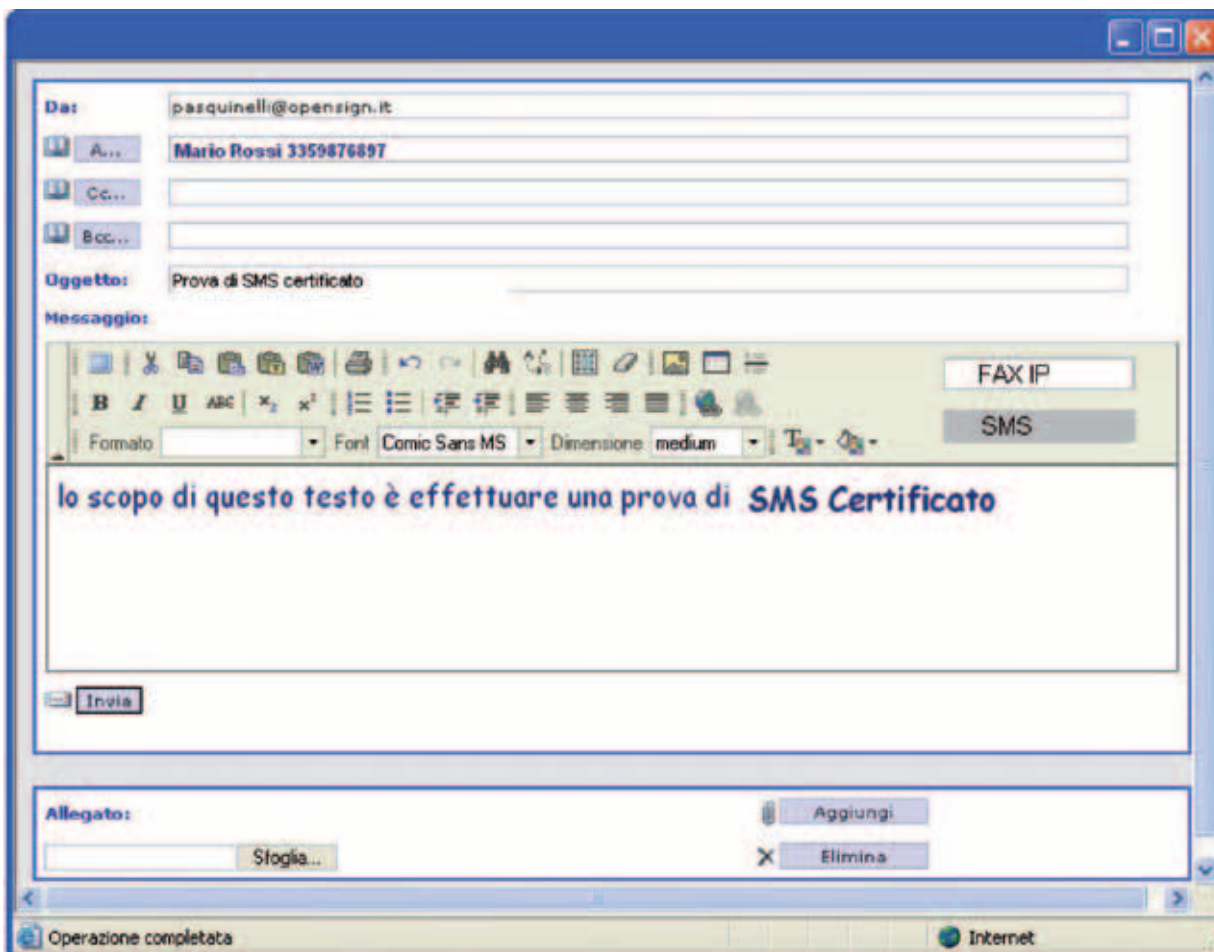 Da: pasquinelli@opensign.it
A... Mario Rossi 3359876897
Cc...
Bcc...
Oggetto: Prova di SMS certificato
Messaggio:
FAX IP
B I U ABC x₂ x²
SMS
Formato Font Comic Sans MS Dimensione medium
lo scopo di questo testo è effettuare una prova di SMS Certificato
Invia
Allegato:
Aggiungi
Sfoglia...
Elimina
Operazione completata Internet